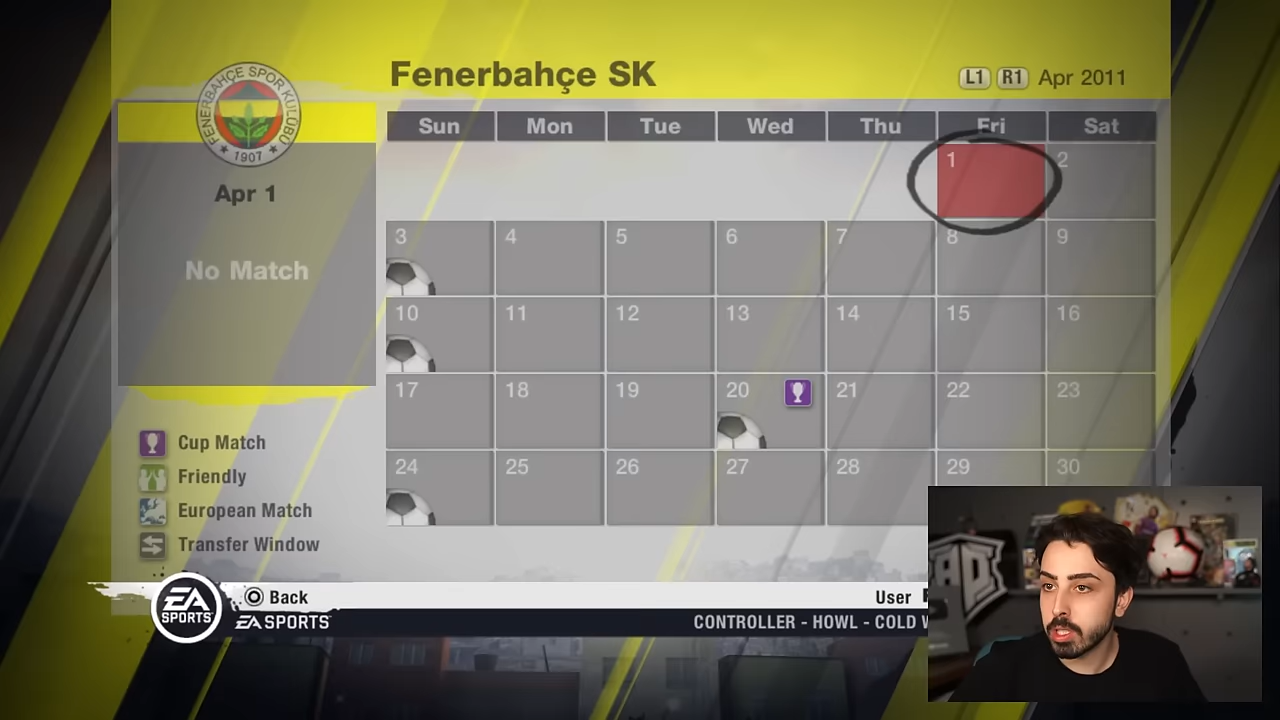 Fenerbahçe SK
L1 R1 Apr 2011
FENERBAHÇE SPOR KULÜBÜ
1907
Apr 1
No Match
Sun Mon Tue Wed Thu Fri Sat
1 2
3 4 5 6 7 8 9
10 11 12 13 14 15 16
17 18 19 20 21 22 23
24 25 26 27 28 29 30
Cup Match
Friendly
European Match
Transfer Window
Back
User
EA SPORTS
EA SPORTS
CONTROLLER - HOWL - COLD